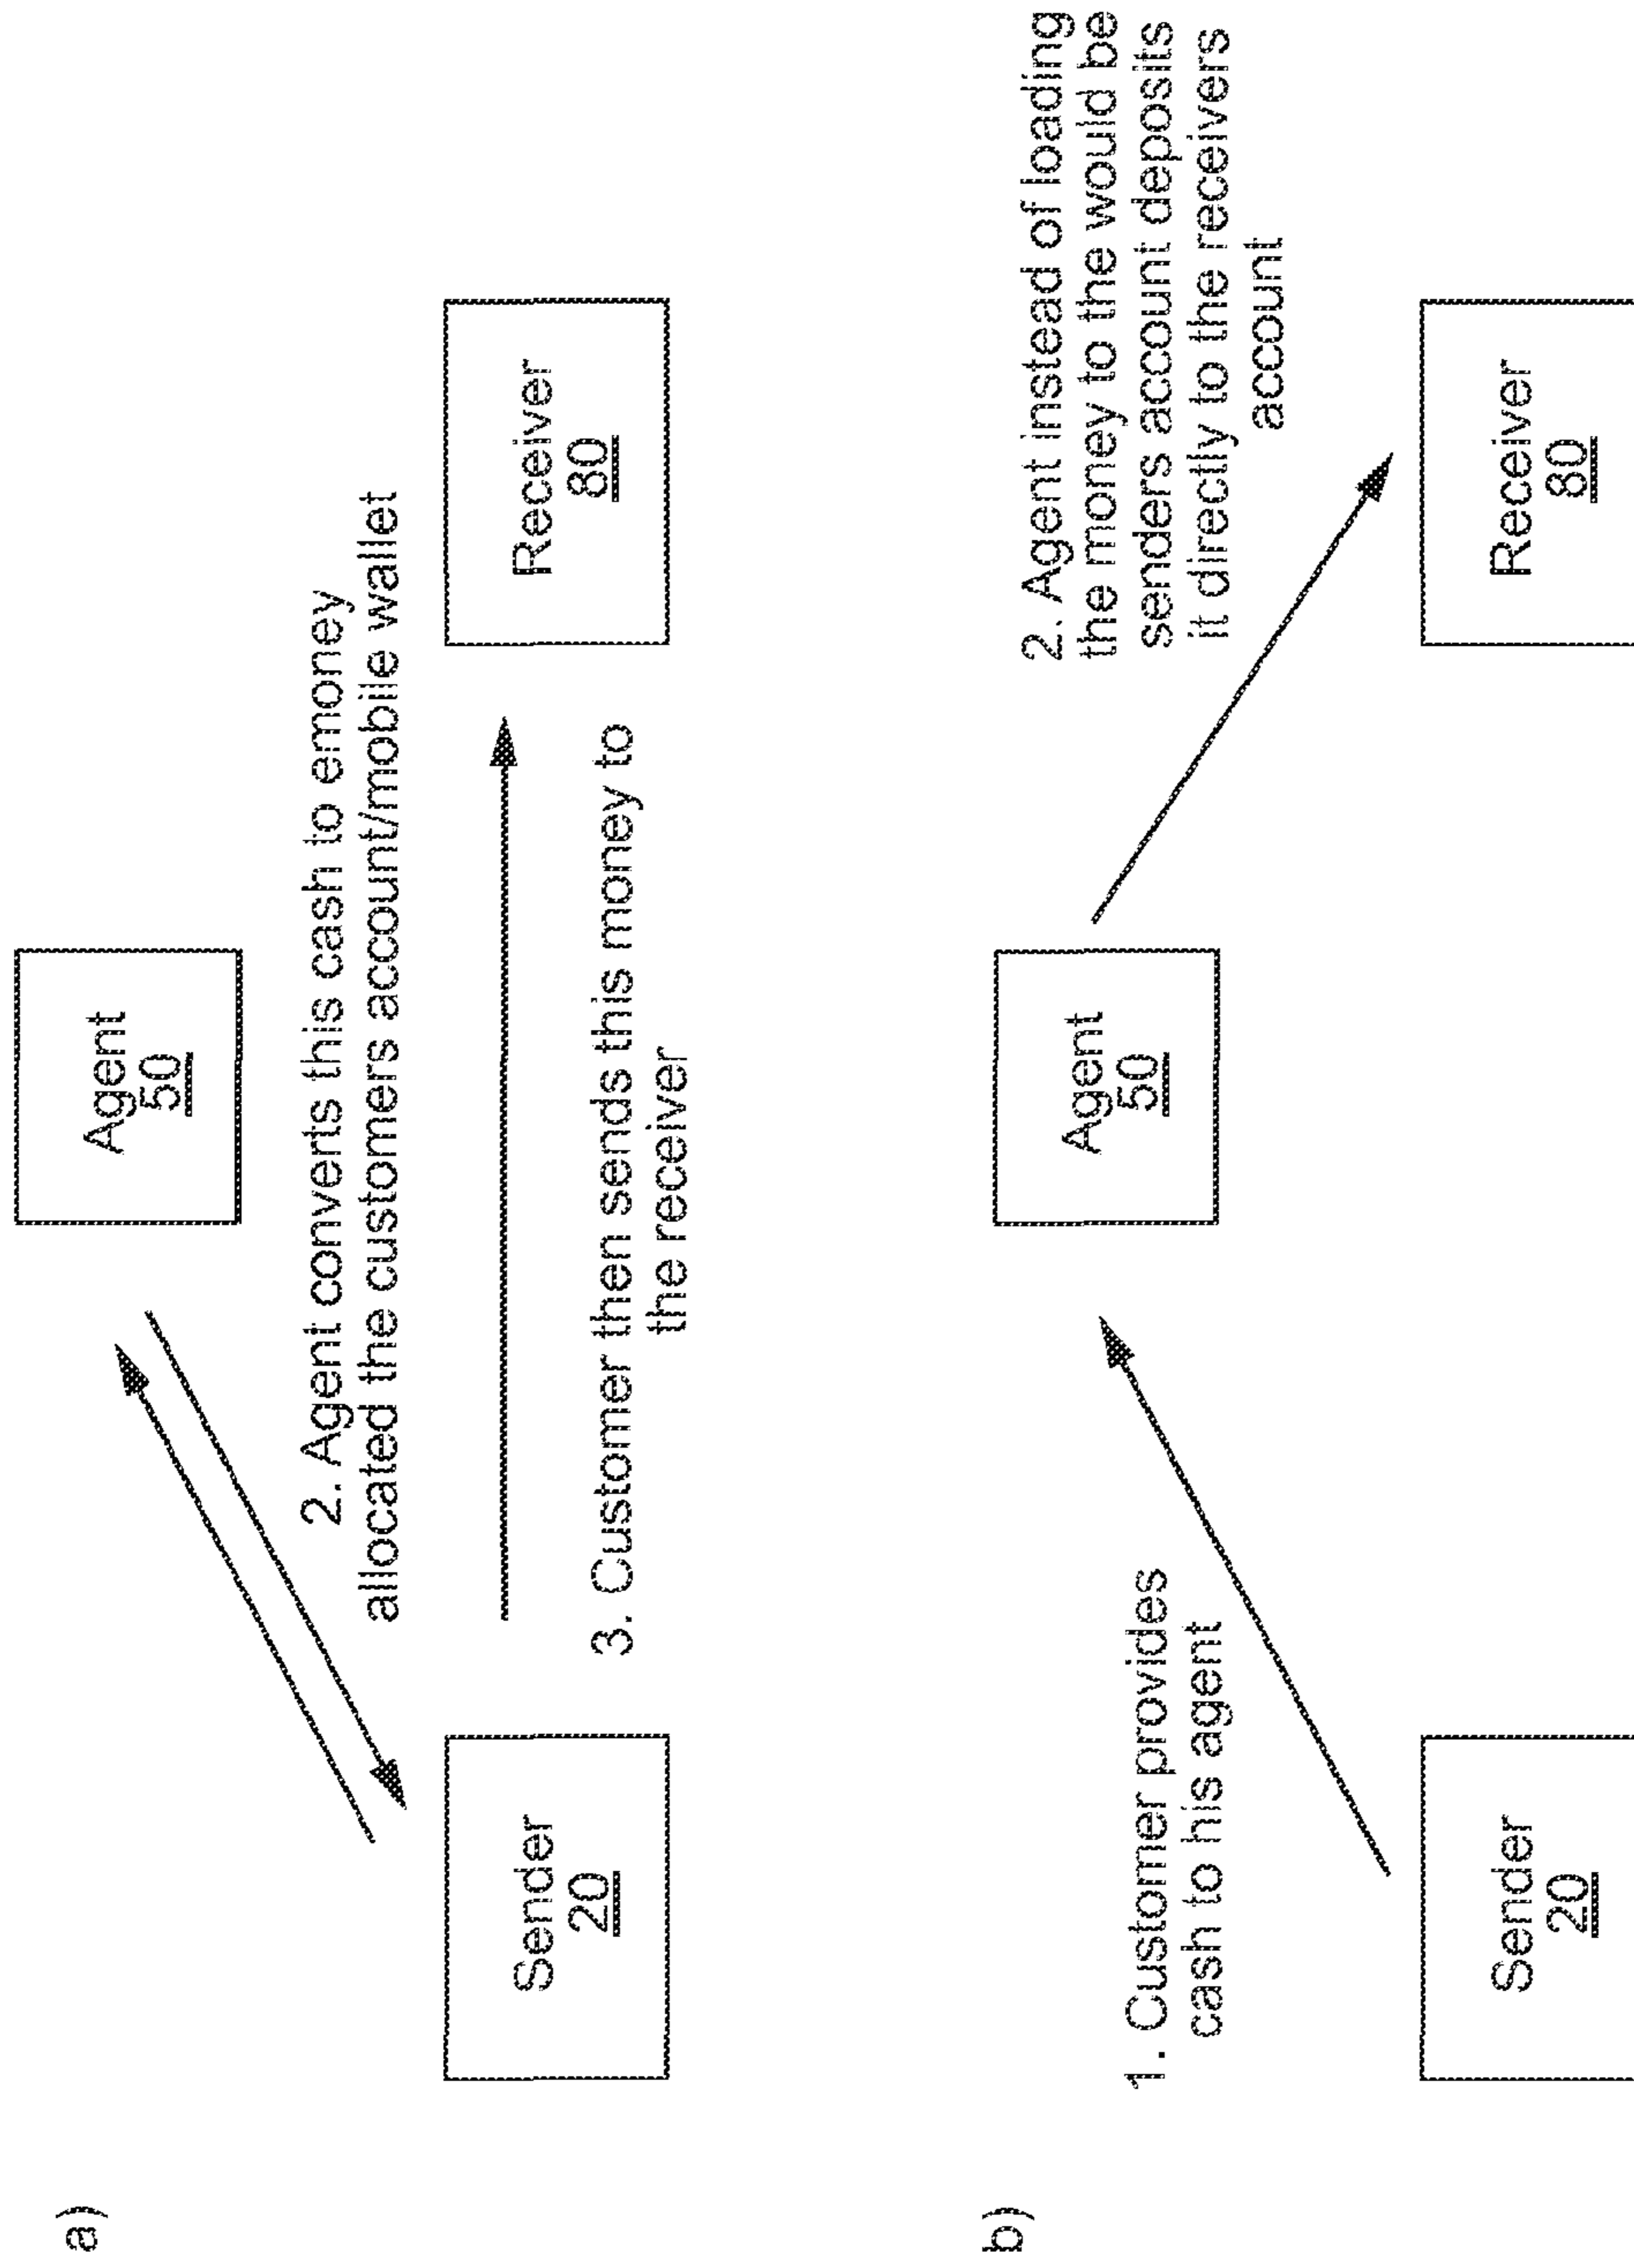 a)
Agent
50
2. Agent converts this cash to emoney
allocated the customers account/mobile wallet
Sender
20
Receiver
80
3. Customer then sends this money to
the receiver
b)
Agent
50
2. Agent instead of loading
the money to the would be
senders account deposits
it directly to the receivers
account
1. Customer provides
cash to his agent
Sender
20
Receiver
80